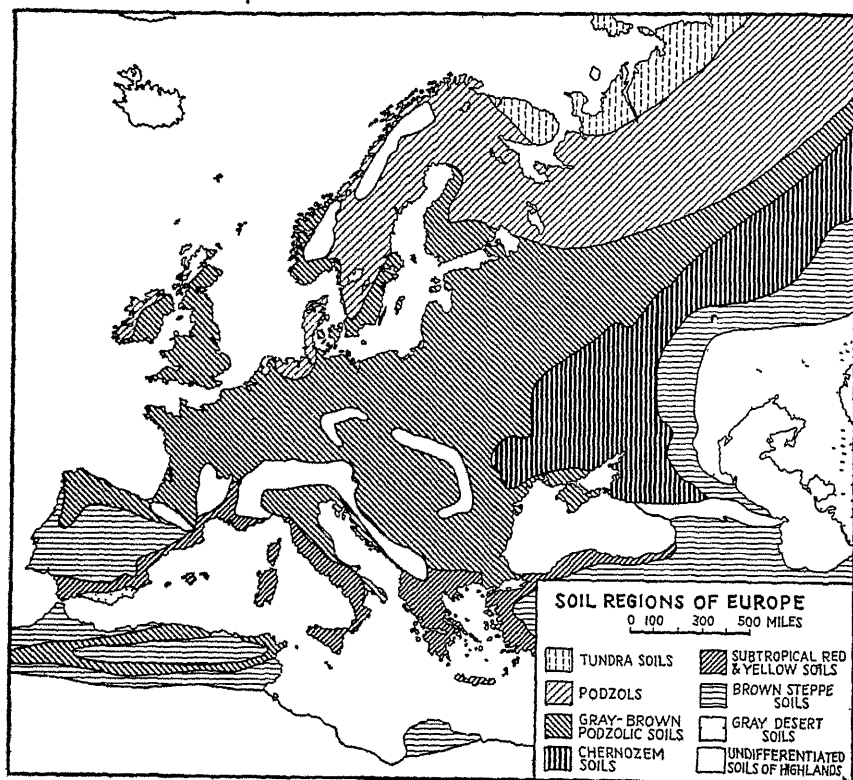 SOIL REGIONS OF EUROPE
0 100 300 500 MILES
TUNDRA SOILS
PODZOLS
GRAY-BROWN
PODZOLIC SOILS
CHERNOZEM
SOILS
SUBTROPICAL RED
& YELLOW SOILS
BROWN STEPPE
SOILS
GRAY DESERT
SOILS
UNDIFFERENTIATED
SOILS OF HIGHLANDS